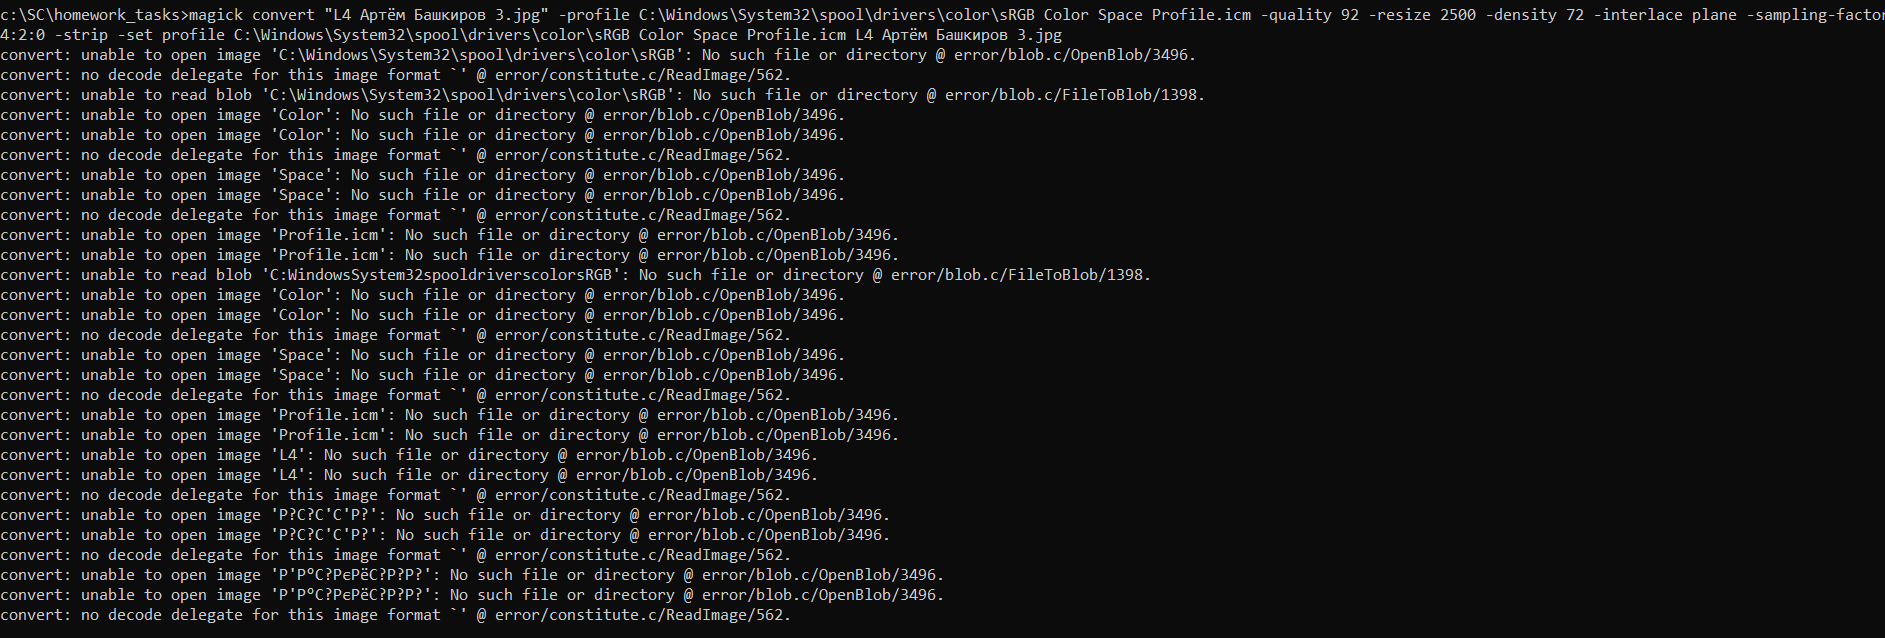 c:\SC\homework_tasks>magick convert "L4 Артём Башкиров 3.jpg" -profile C:\Windows\System32\spool\drivers\color\sRGB Color Space Profile.icm -quality 92 -resize 2500 -density 72 -interlace plane -sampling-factor
4:2:0 -strip -set profile C:\Windows\System32\spool\drivers\color\sRGB Color Space Profile.icm L4 Артём Башкиров 3.jpg
convert: unable to open image 'C:\Windows\System32\spool\drivers\color\sRGB': No such file or directory @ error/blob.c/OpenBlob/3496.
convert: no decode delegate for this image format `' @ error/constitute.c/ReadImage/562.
convert: unable to read blob 'C:\Windows\System32\spool\drivers\color\sRGB': No such file or directory @ error/blob.c/FileToBlob/1398.
convert: unable to open image 'Color': No such file or directory @ error/blob.c/OpenBlob/3496.
convert: unable to open image 'Color': No such file or directory @ error/blob.c/OpenBlob/3496.
convert: no decode delegate for this image format `' @ error/constitute.c/ReadImage/562.
convert: unable to open image 'Space': No such file or directory @ error/blob.c/OpenBlob/3496.
convert: unable to open image 'Space': No such file or directory @ error/blob.c/OpenBlob/3496.
convert: no decode delegate for this image format `' @ error/constitute.c/ReadImage/562.
convert: unable to open image 'Profile.icm': No such file or directory @ error/blob.c/OpenBlob/3496.
convert: unable to open image 'Profile.icm': No such file or directory @ error/blob.c/OpenBlob/3496.
convert: unable to read blob 'C:WindowsSystem32spooldriverscolorsRGB': No such file or directory @ error/blob.c/FileToBlob/1398.
convert: unable to open image 'Color': No such file or directory @ error/blob.c/OpenBlob/3496.
convert: unable to open image 'Color': No such file or directory @ error/blob.c/OpenBlob/3496.
convert: no decode delegate for this image format `' @ error/constitute.c/ReadImage/562.
convert: unable to open image 'Space': No such file or directory @ error/blob.c/OpenBlob/3496.
convert: unable to open image 'Space': No such file or directory @ error/blob.c/OpenBlob/3496.
convert: no decode delegate for this image format `' @ error/constitute.c/ReadImage/562.
convert: unable to open image 'Profile.icm': No such file or directory @ error/blob.c/OpenBlob/3496.
convert: unable to open image 'Profile.icm': No such file or directory @ error/blob.c/OpenBlob/3496.
convert: unable to open image 'L4': No such file or directory @ error/blob.c/OpenBlob/3496.
convert: unable to open image 'L4': No such file or directory @ error/blob.c/OpenBlob/3496.
convert: no decode delegate for this image format `' @ error/constitute.c/ReadImage/562.
convert: unable to open image 'Р?С?С'С'Р?': No such file or directory @ error/blob.c/OpenBlob/3496.
convert: unable to open image 'Р?С?С'С'Р?': No such file or directory @ error/blob.c/OpenBlob/3496.
convert: no decode delegate for this image format `' @ error/constitute.c/ReadImage/562.
convert: unable to open image 'Р'Р°С?РєРёС?Р?Р?': No such file or directory @ error/blob.c/OpenBlob/3496.
convert: unable to open image 'Р'Р°С?РєРёС?Р?Р?': No such file or directory @ error/blob.c/OpenBlob/3496.
convert: no decode delegate for this image format `' @ error/constitute.c/ReadImage/562.